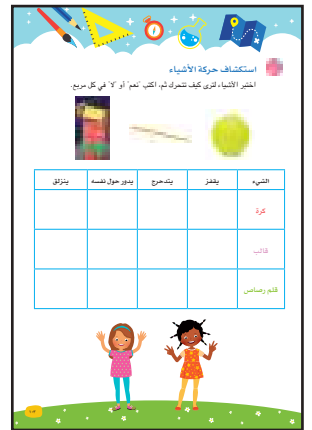 استكشاف حركة الأشياء
اختبر الأشياء لترى كيف تتحرك ثم، اكتب "نعم" أو "لا" في كل مربع.
الشيء يقفز يتدحرج يدور حول نفسه ينزلق
كرة
قالب
قلم رصاص